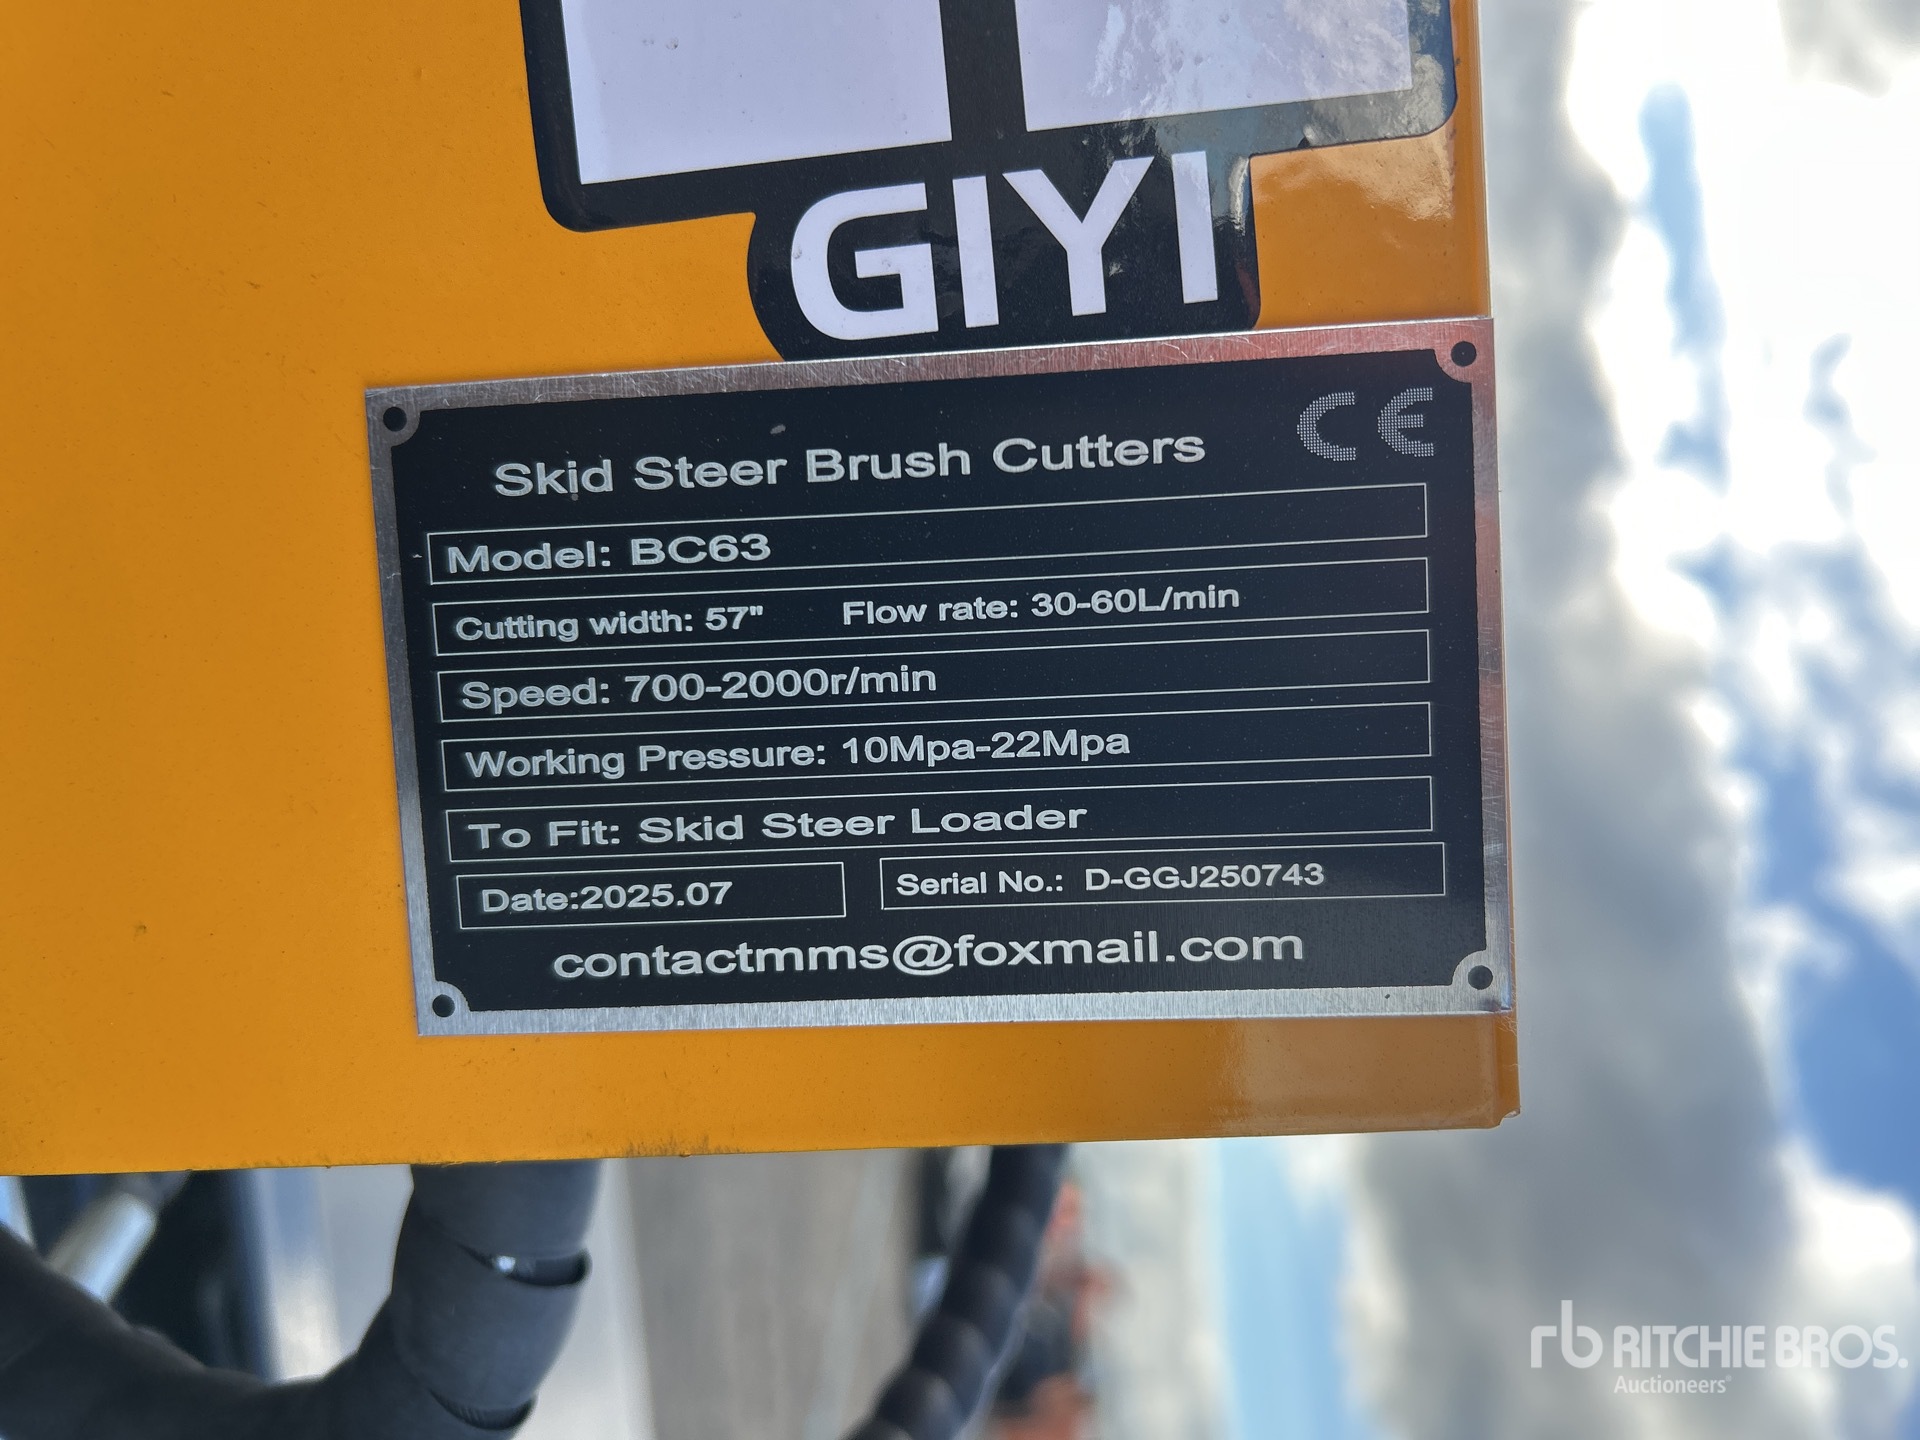 GIYI
CE
Skid Steer Brush Cutters
Model: BC63
Cutting width: 57" Flow rate: 30-60L/min
Speed: 700-2000r/min
Working Pressure: 10Mpa-22Mpa
To Fit: Skid Steer Loader
Date:2025.07 Serial No.: D-GGJ250743
contactmms@foxmail.com
rb RITCHIE BROS.
Auctioneers